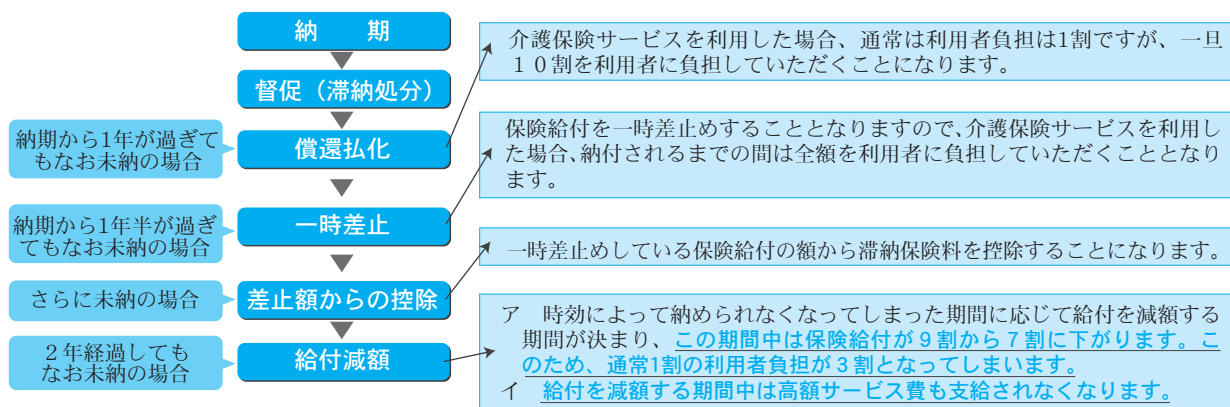 納　　期
督促（滞納処分）
納期から1年が過ぎて
もなお未納の場合
償還払化
介護保険サービスを利用した場合、通常は利用者負担は1割ですが、一旦
１０割を利用者に負担していただくことになります。
納期から1年半が過ぎ
てもなお未納の場合
一時差止
保険給付を一時差止めすることとなりますので、介護保険サービスを利用し
た場合、納付されるまでの間は全額を利用者に負担していただくこととなり
ます。
さらに未納の場合
差止額からの控除
一時差止めしている保険給付の額から滞納保険料を控除することになります。
２年経過しても
なお未納の場合
給付減額
ア　時効によって納められなくなってしまった期間に応じて給付を減額する
期間が決まり、この期間中は保険給付が９割から７割に下がります。こ
のため、通常1割の利用者負担が３割となってしまいます。
イ　給付を減額する期間中は高額サービス費も支給されなくなります。